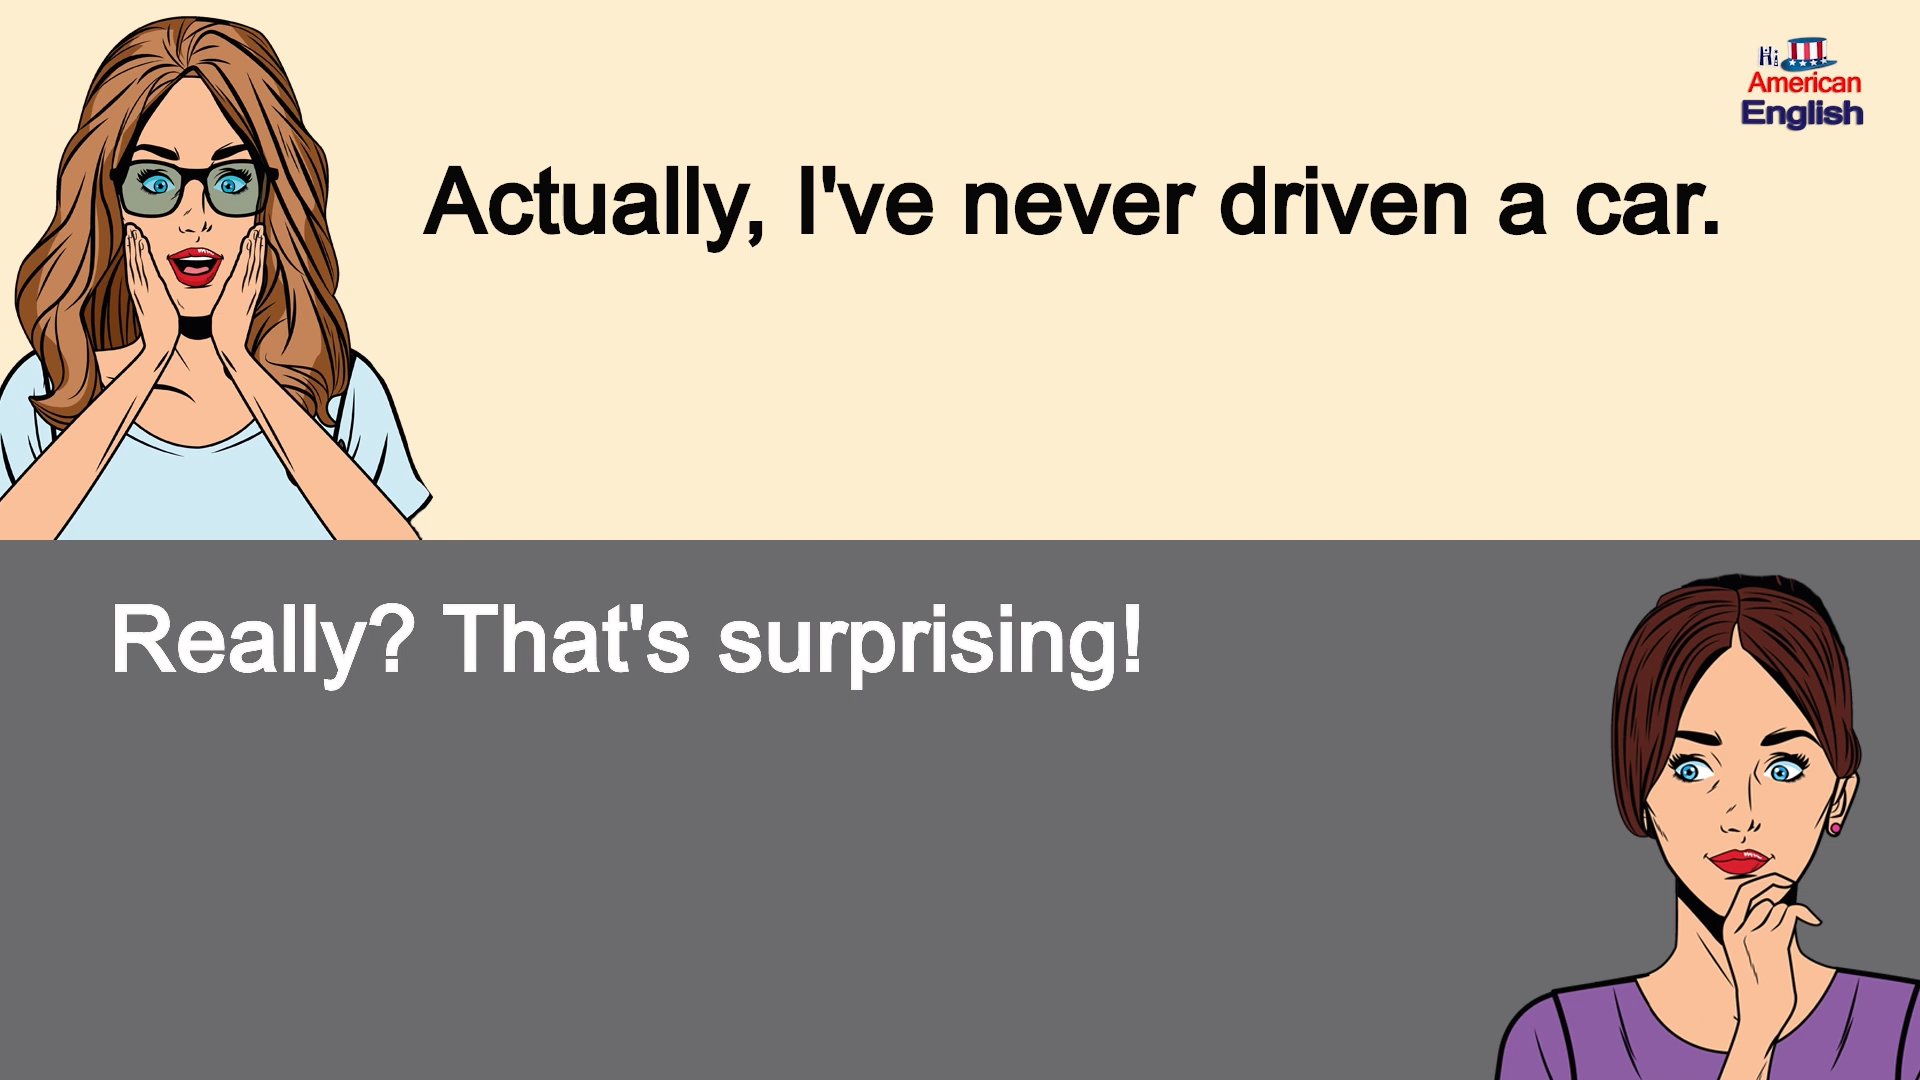 Hi
American
English
Actually, I've never driven a car.
Really? That's surprising!